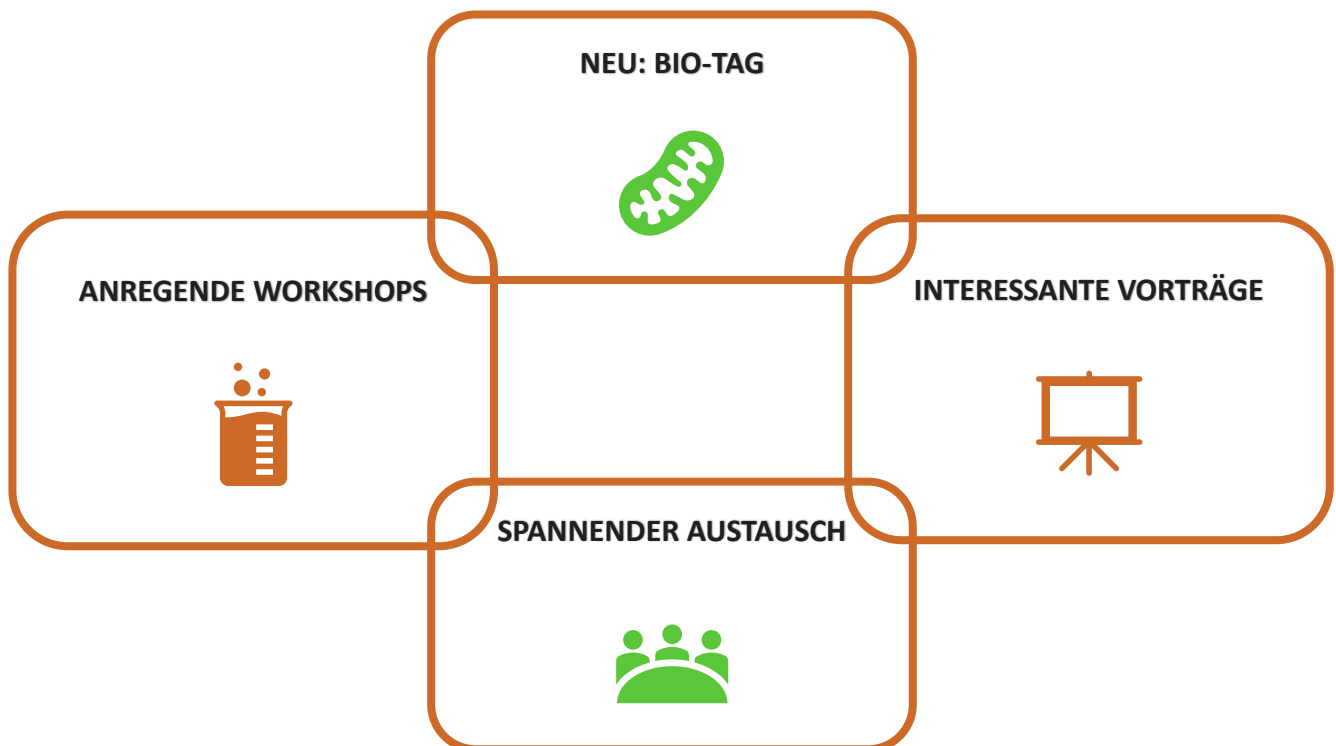 NEU: BIO-TAG
ANREGENDE WORKSHOPS
INTERESSANTE VORTRÄGE
SPANNENDER AUSTAUSCH